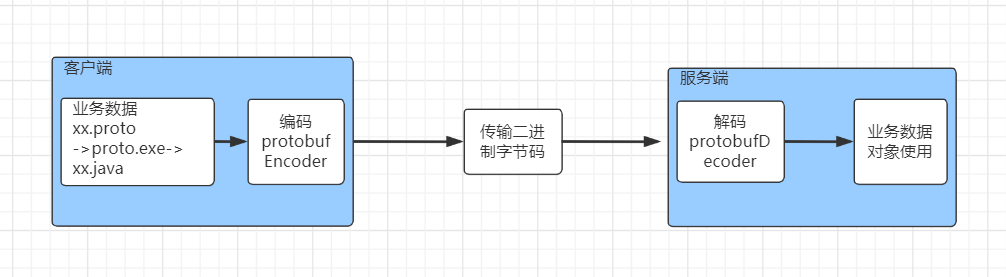 客户端
业务数据
xx.proto
->proto.exe->
xx.java
编码
protobuf
Encoder
传输二进
制字节码
服务端
解码
protobufD
ecoder
业务数据
对象使用